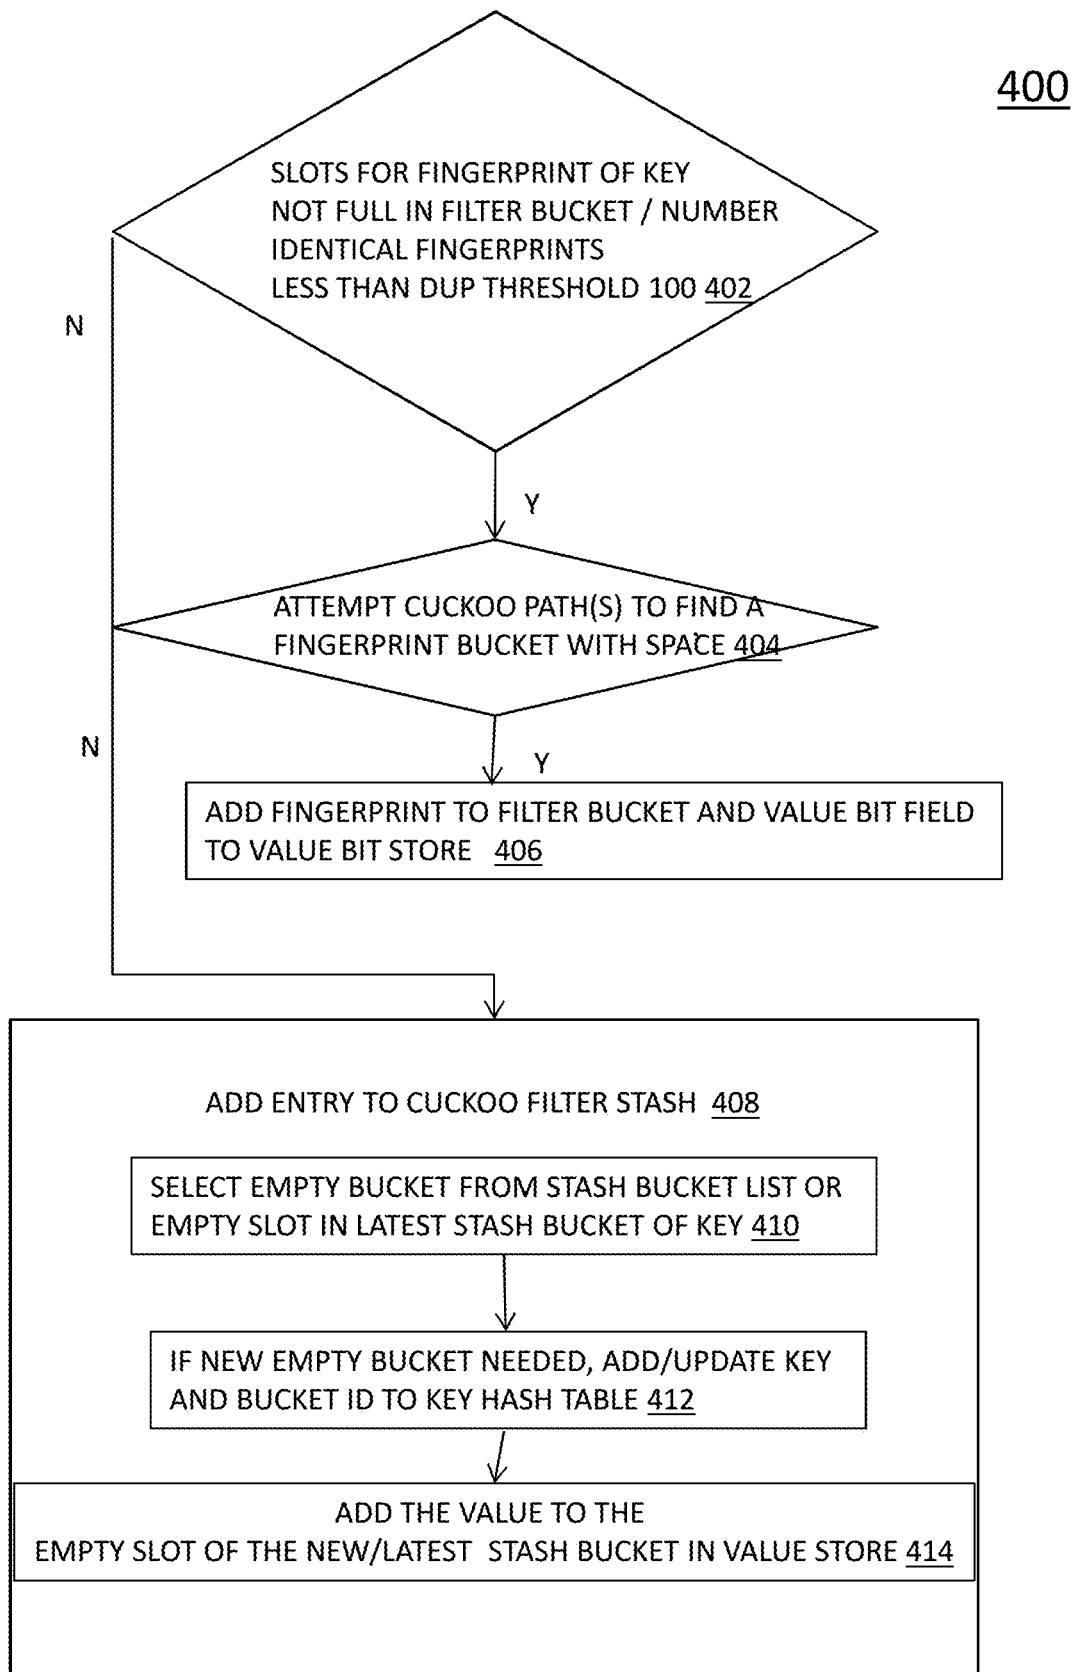 400
SLOTS FOR FINGERPRINT OF KEY
NOT FULL IN FILTER BUCKET / NUMBER
IDENTICAL FINGERPRINTS
LESS THAN DUP THRESHOLD 100 402
N
Y
ATTEMPT CUCKOO PATH(S) TO FIND A
FINGERPRINT BUCKET WITH SPACE 404
N
Y
ADD FINGERPRINT TO FILTER BUCKET AND VALUE BIT FIELD
TO VALUE BIT STORE 406
ADD ENTRY TO CUCKOO FILTER STASH 408
SELECT EMPTY BUCKET FROM STASH BUCKET LIST OR
EMPTY SLOT IN LATEST STASH BUCKET OF KEY 410
IF NEW EMPTY BUCKET NEEDED, ADD/UPDATE KEY
AND BUCKET ID TO KEY HASH TABLE 412
ADD THE VALUE TO THE
EMPTY SLOT OF THE NEW/LATEST STASH BUCKET IN VALUE STORE 414